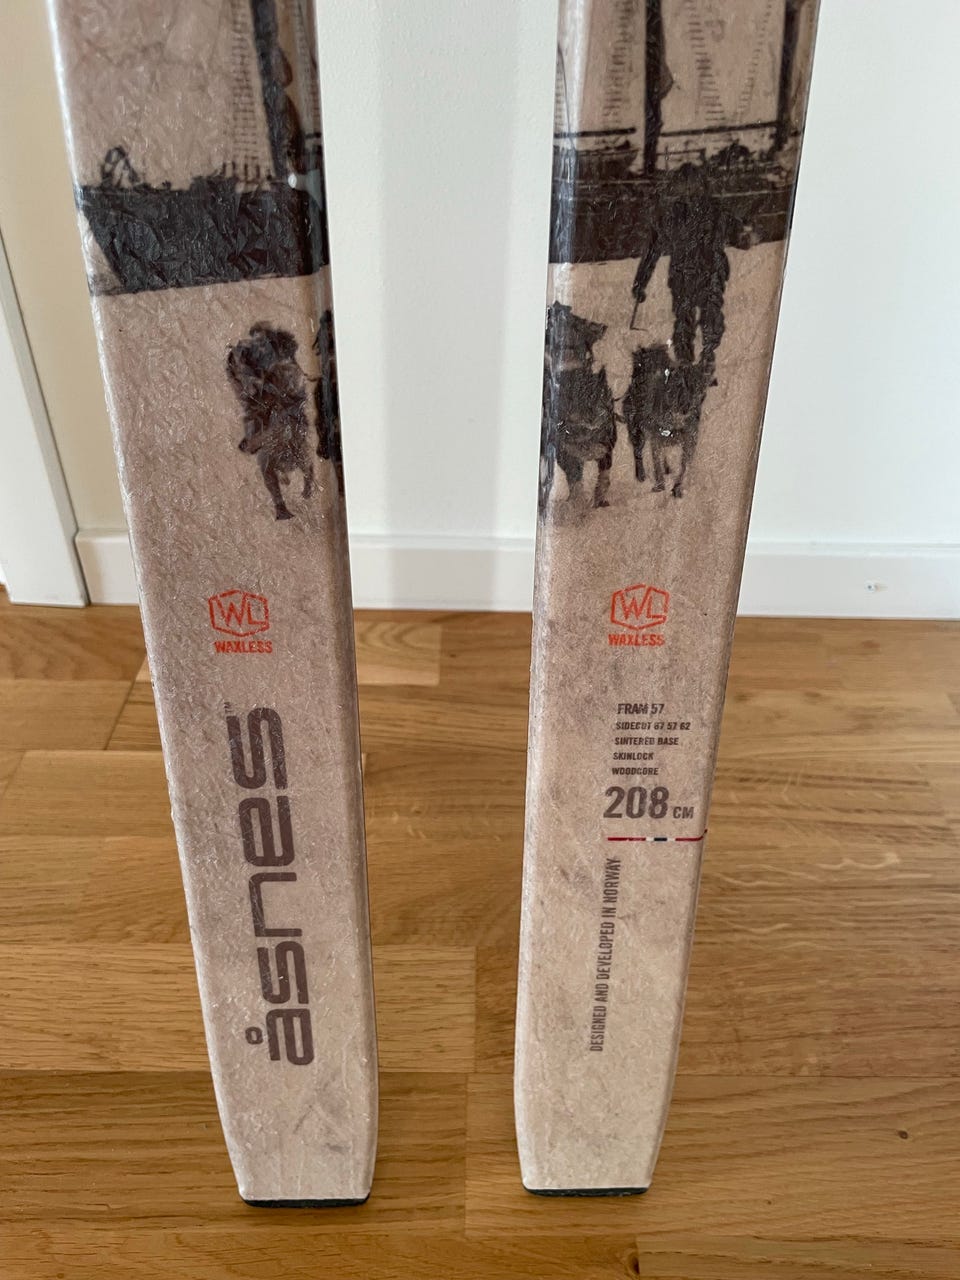 WL
WAXLESS
åsnes™
WL
WAXLESS
FRAM 57
SIDECUT 67 57 62
SINTERED BASE
SKINLOCK
WOODCORE
208 CM
DESIGNED AND DEVELOPED IN NORWAY